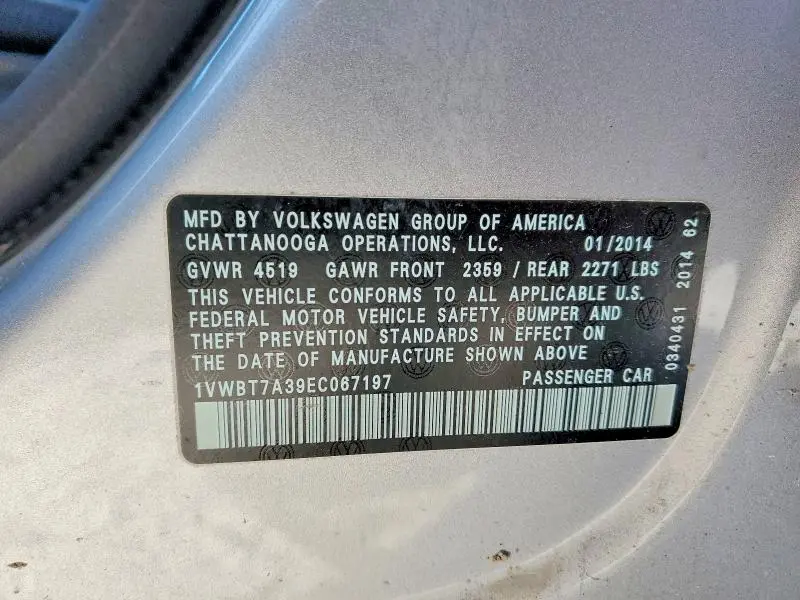 MFD BY VOLKSWAGEN GROUP OF AMERICA
CHATTANOOGA OPERATIONS, LLC. 01/2014
GVWR 4519 GAWR FRONT 2359 / REAR 2271 LBS
THIS VEHICLE CONFORMS TO ALL APPLICABLE U.S.
FEDERAL MOTOR VEHICLE SAFETY, BUMPER AND
THEFT PREVENTION STANDARDS IN EFFECT ON
THE DATE OF MANUFACTURE SHOWN ABOVE
1VWBT7A39EC067197 PASSENGER CAR
0340431 2014 62